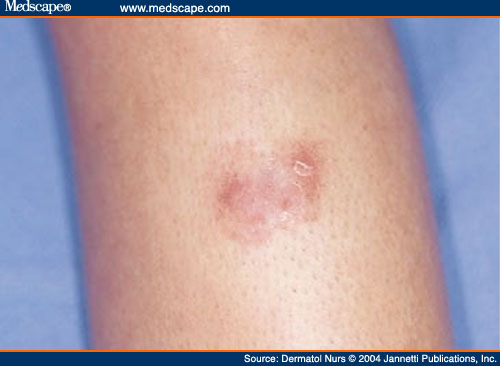 Medscape® www.medscape.com
Source: Dermatol Nurs © 2004 Jannetti Publications, Inc.